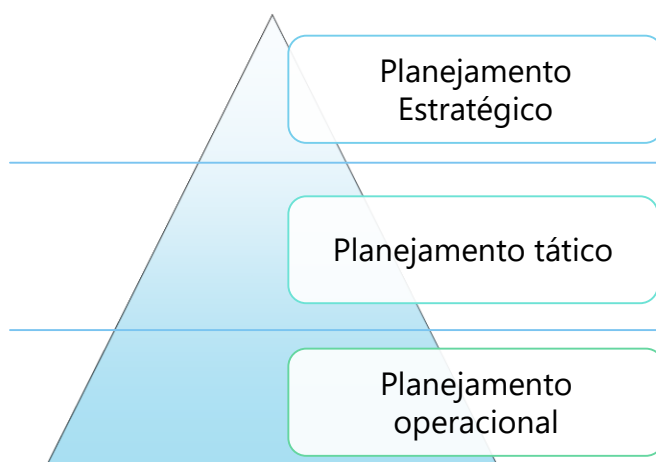 Planejamento
Estratégico
Planejamento tático
Planejamento
operacional